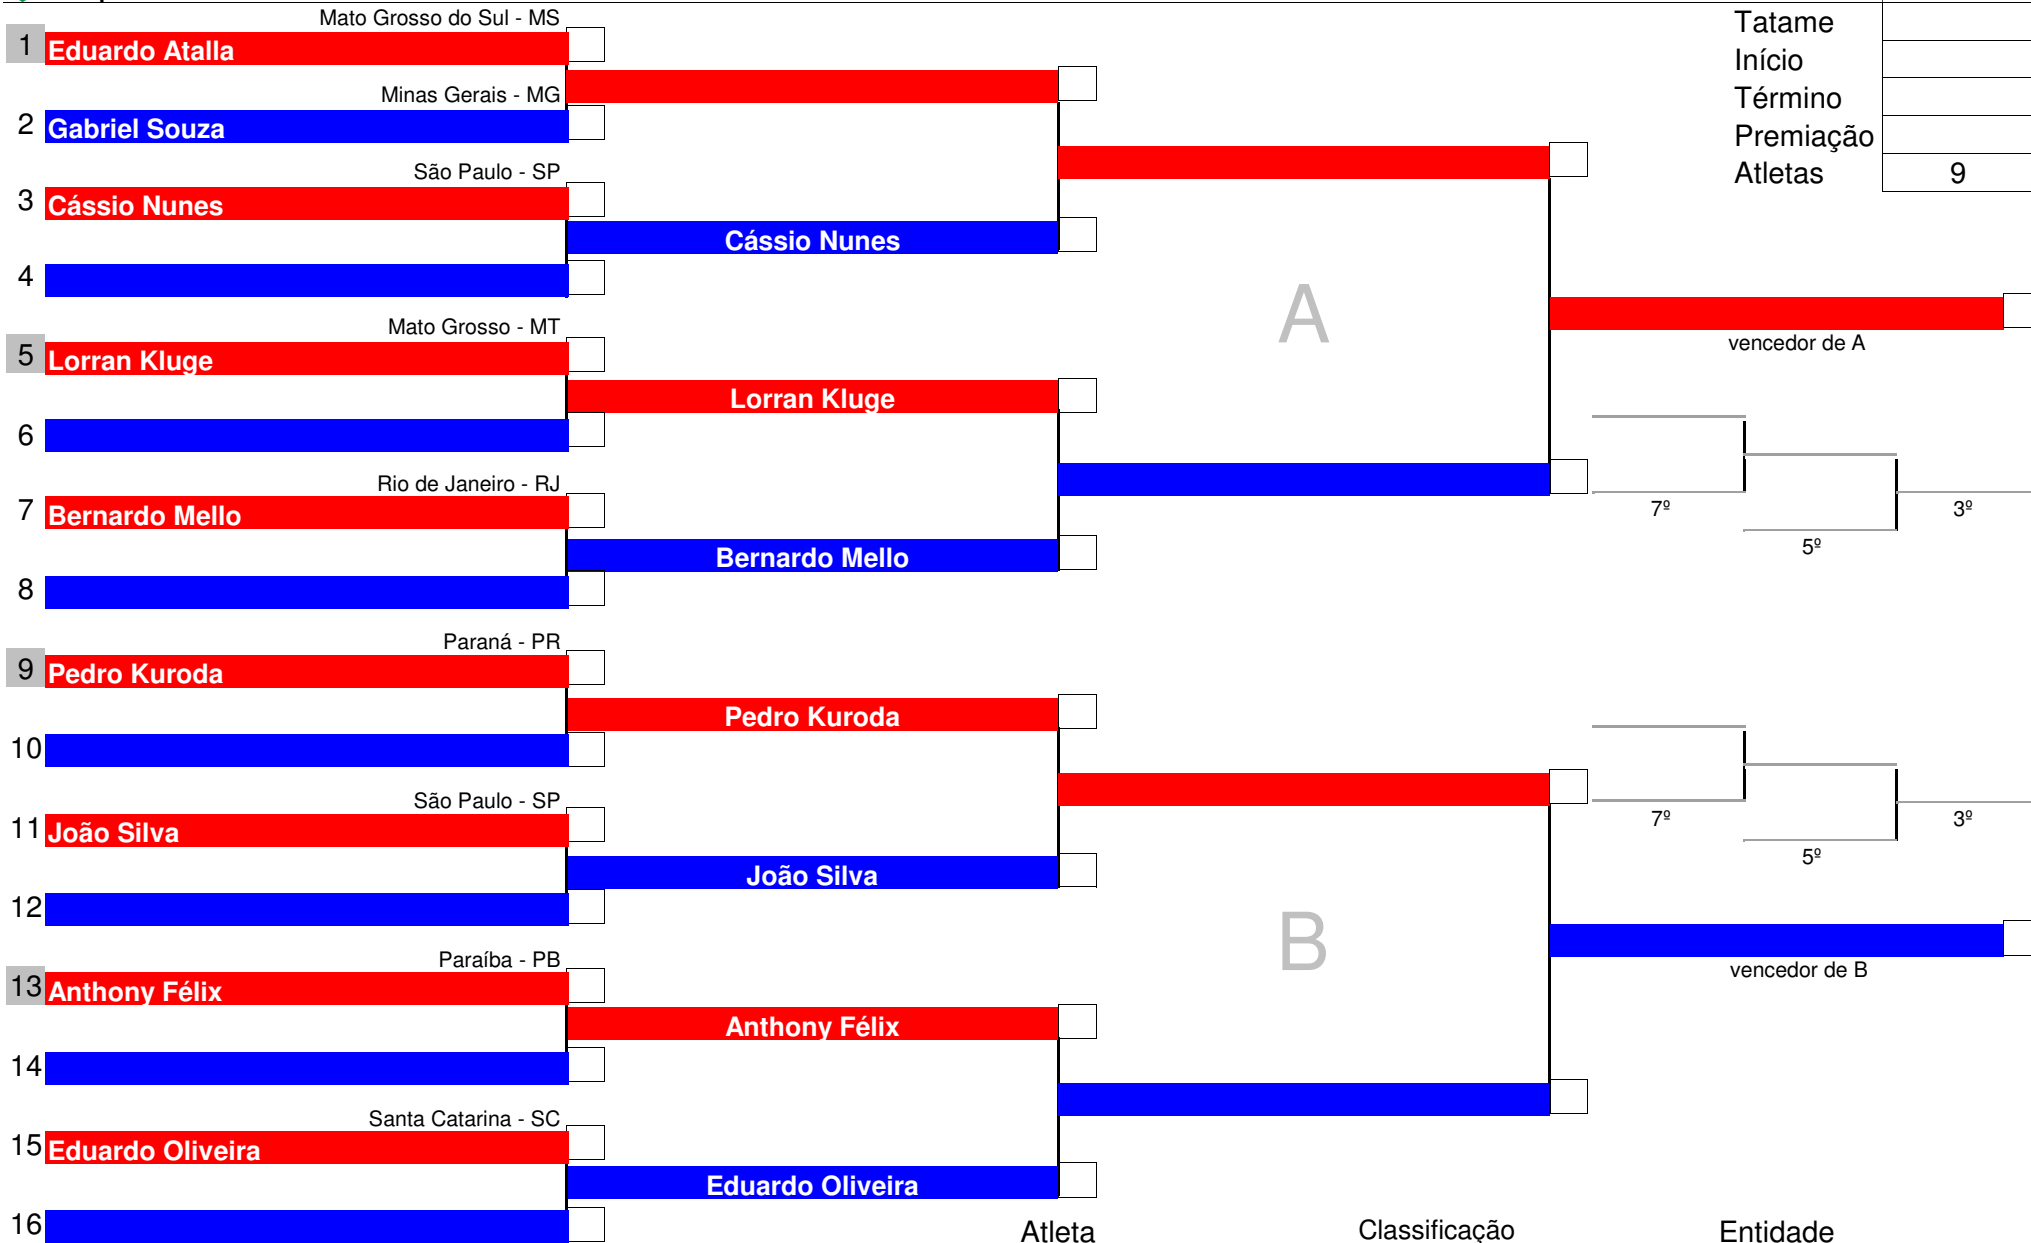 Mato Grosso do Sul - MS
Tatame
1 Eduardo Atalla
Início
Minas Gerais - MG
Término
2 Gabriel Souza
Premiação
São Paulo - SP
Atletas 9
3 Cássio Nunes
Cássio Nunes
4
A
Mato Grosso - MT
vencedor de A
5 Lorran Kluge
Lorran Kluge
6
Rio de Janeiro - RJ
7 Bernardo Mello
7º 3º
5º
Bernardo Mello
8
Paraná - PR
9 Pedro Kuroda
Pedro Kuroda
10
São Paulo - SP
11 João Silva
7º 3º
5º
João Silva
12
B
Paraíba - PB
vencedor de B
13 Anthony Félix
Anthony Félix
14
Santa Catarina - SC
15 Eduardo Oliveira
Eduardo Oliveira
16
Atleta Classificação Entidade